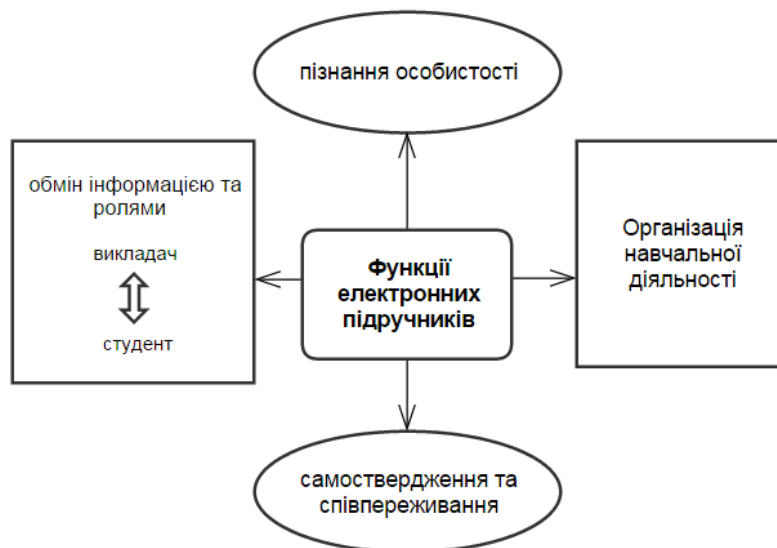 пізнання особистості
обмін інформацією та
ролями
викладач
студент
Функції
електронних
підручників
Організація
навчальної
діяльності
самоствердження та
співпереживання